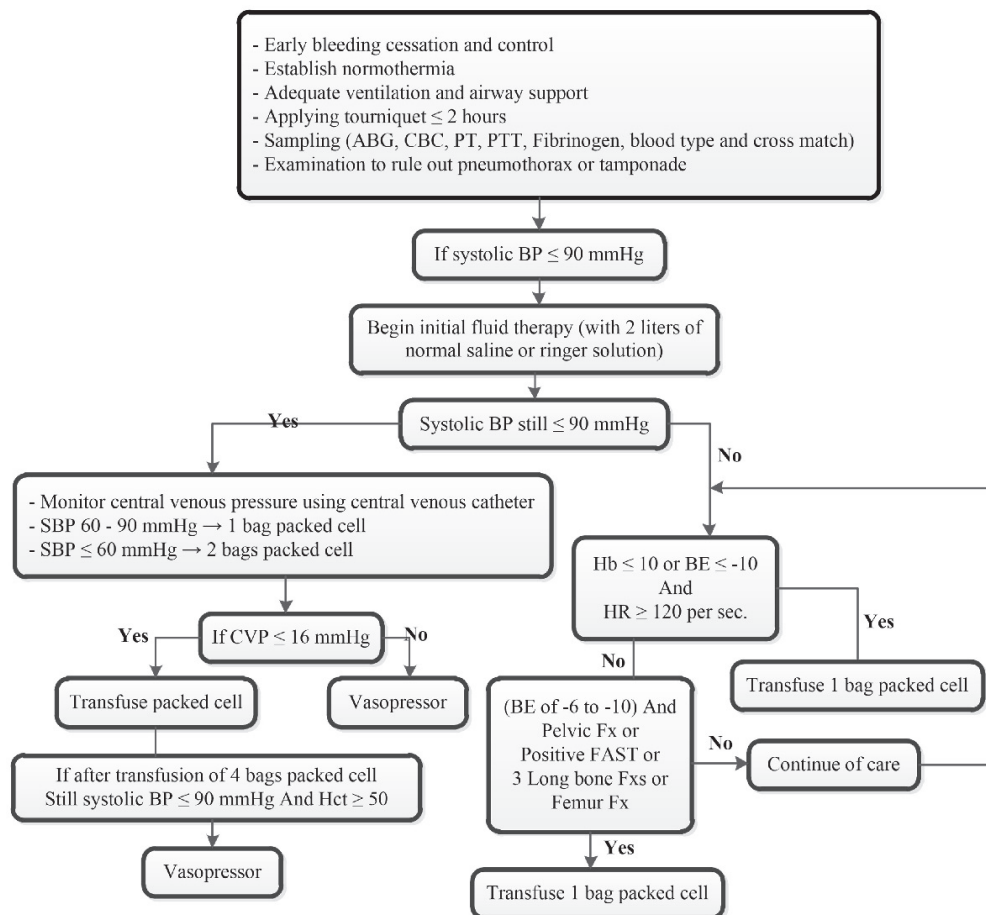 - Early bleeding cessation and control
- Establish normothermia
- Adequate ventilation and airway support
- Applying tourniquet ≤ 2 hours
- Sampling (ABG, CBC, PT, PTT, Fibrinogen, blood type and cross match)
- Examination to rule out pneumothorax or tamponade
If systolic BP ≤ 90 mmHg
Begin initial fluid therapy (with 2 liters of
normal saline or ringer solution)
Systolic BP still ≤ 90 mmHg
Yes
No
- Monitor central venous pressure using central venous catheter
- SBP 60 - 90 mmHg → 1 bag packed cell
- SBP ≤ 60 mmHg → 2 bags packed cell
If CVP ≤ 16 mmHg
Yes
No
Transfuse packed cell
Vasopressor
If after transfusion of 4 bags packed cell
Still systolic BP ≤ 90 mmHg And Hct ≥ 50
Vasopressor
Hb ≤ 10 or BE ≤ -10
And
HR ≥ 120 per sec.
Yes
No
Transfuse 1 bag packed cell
(BE of -6 to -10) And
Pelvic Fx or
Positive FAST or
3 Long bone Fxs or
Femur Fx
No
Continue of care
Yes
Transfuse 1 bag packed cell